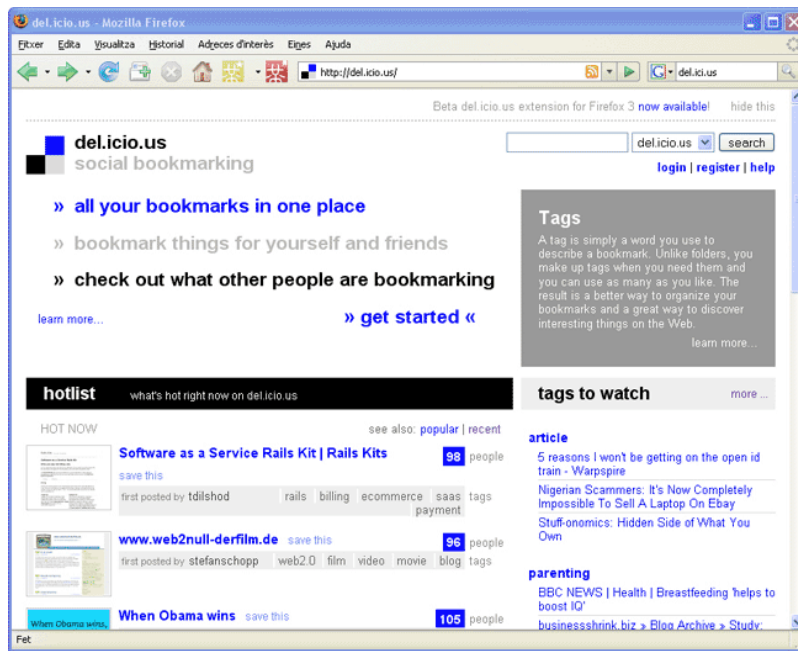 del.icio.us - Mozilla Firefox
Fitxer Edita Visualitza Historial Adreces d'interès Eines Ajuda
http://del.icio.us/
del.ici.us
Beta del.icio.us extension for Firefox 3 now available! hide this
del.icio.us
social bookmarking
del.icio.us search
login | register | help
» all your bookmarks in one place
» bookmark things for yourself and friends
» check out what other people are bookmarking
learn more...
» get started «
Tags
A tag is simply a word you use to
describe a bookmark. Unlike folders, you
make up tags when you need them and
you can use as many as you like. The
result is a better way to organize your
bookmarks and a great way to discover
interesting things on the Web.
learn more...
hotlist what's hot right now on del.icio.us
HOT NOW see also: popular | recent
Software as a Service Rails Kit | Rails Kits 98 people
save this
first posted by tdilshod rails billing ecommerce saas tags
payment
www.web2null-derfilm.de save this 96 people
first posted by stefanschopp web2.0 film video movie blog tags
When Obama wins,
When Obama wins save this 105 people
tags to watch more ...
article
5 reasons I won't be getting on the open id
train - Warpspire
Nigerian Scammers: It's Now Completely
Impossible To Sell A Laptop On Ebay
Stuff-onomics: Hidden Side of What You
Own
parenting
BBC NEWS | Health | Breastfeeding 'helps to
boost IQ'
businessshrink.biz » Blog Archive » Study:
Fet